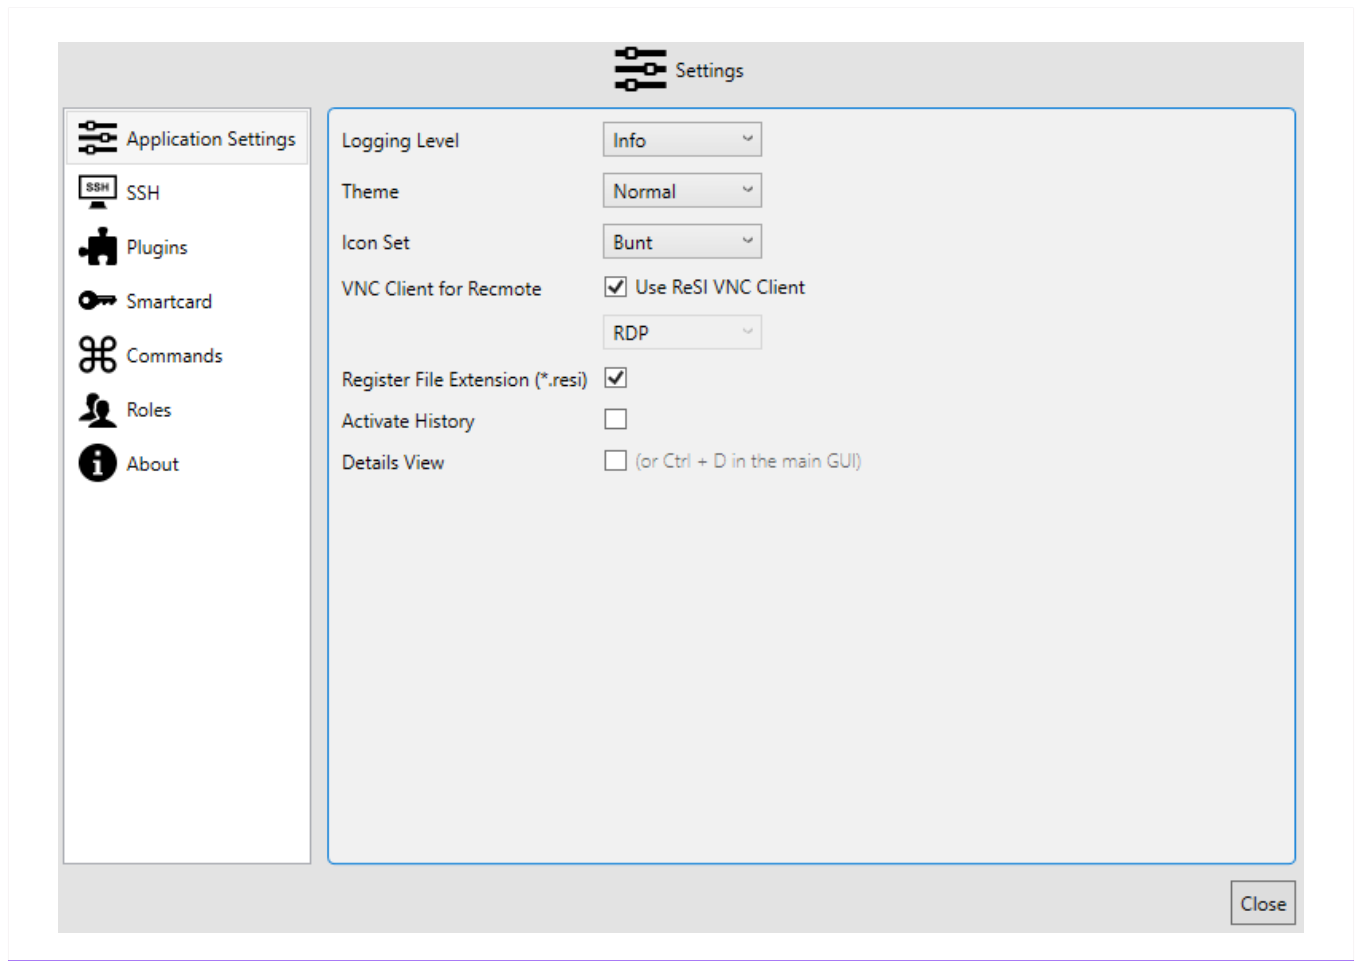 Settings
Application Settings
SSH
SSH
Plugins
Smartcard
Commands
Roles
About
Logging Level
Info
Theme
Normal
Icon Set
Bunt
VNC Client for Recmote
Use ReSI VNC Client
RDP
Register File Extension (*.resi)
Activate History
Details View
(or Ctrl + D in the main GUI)
Close